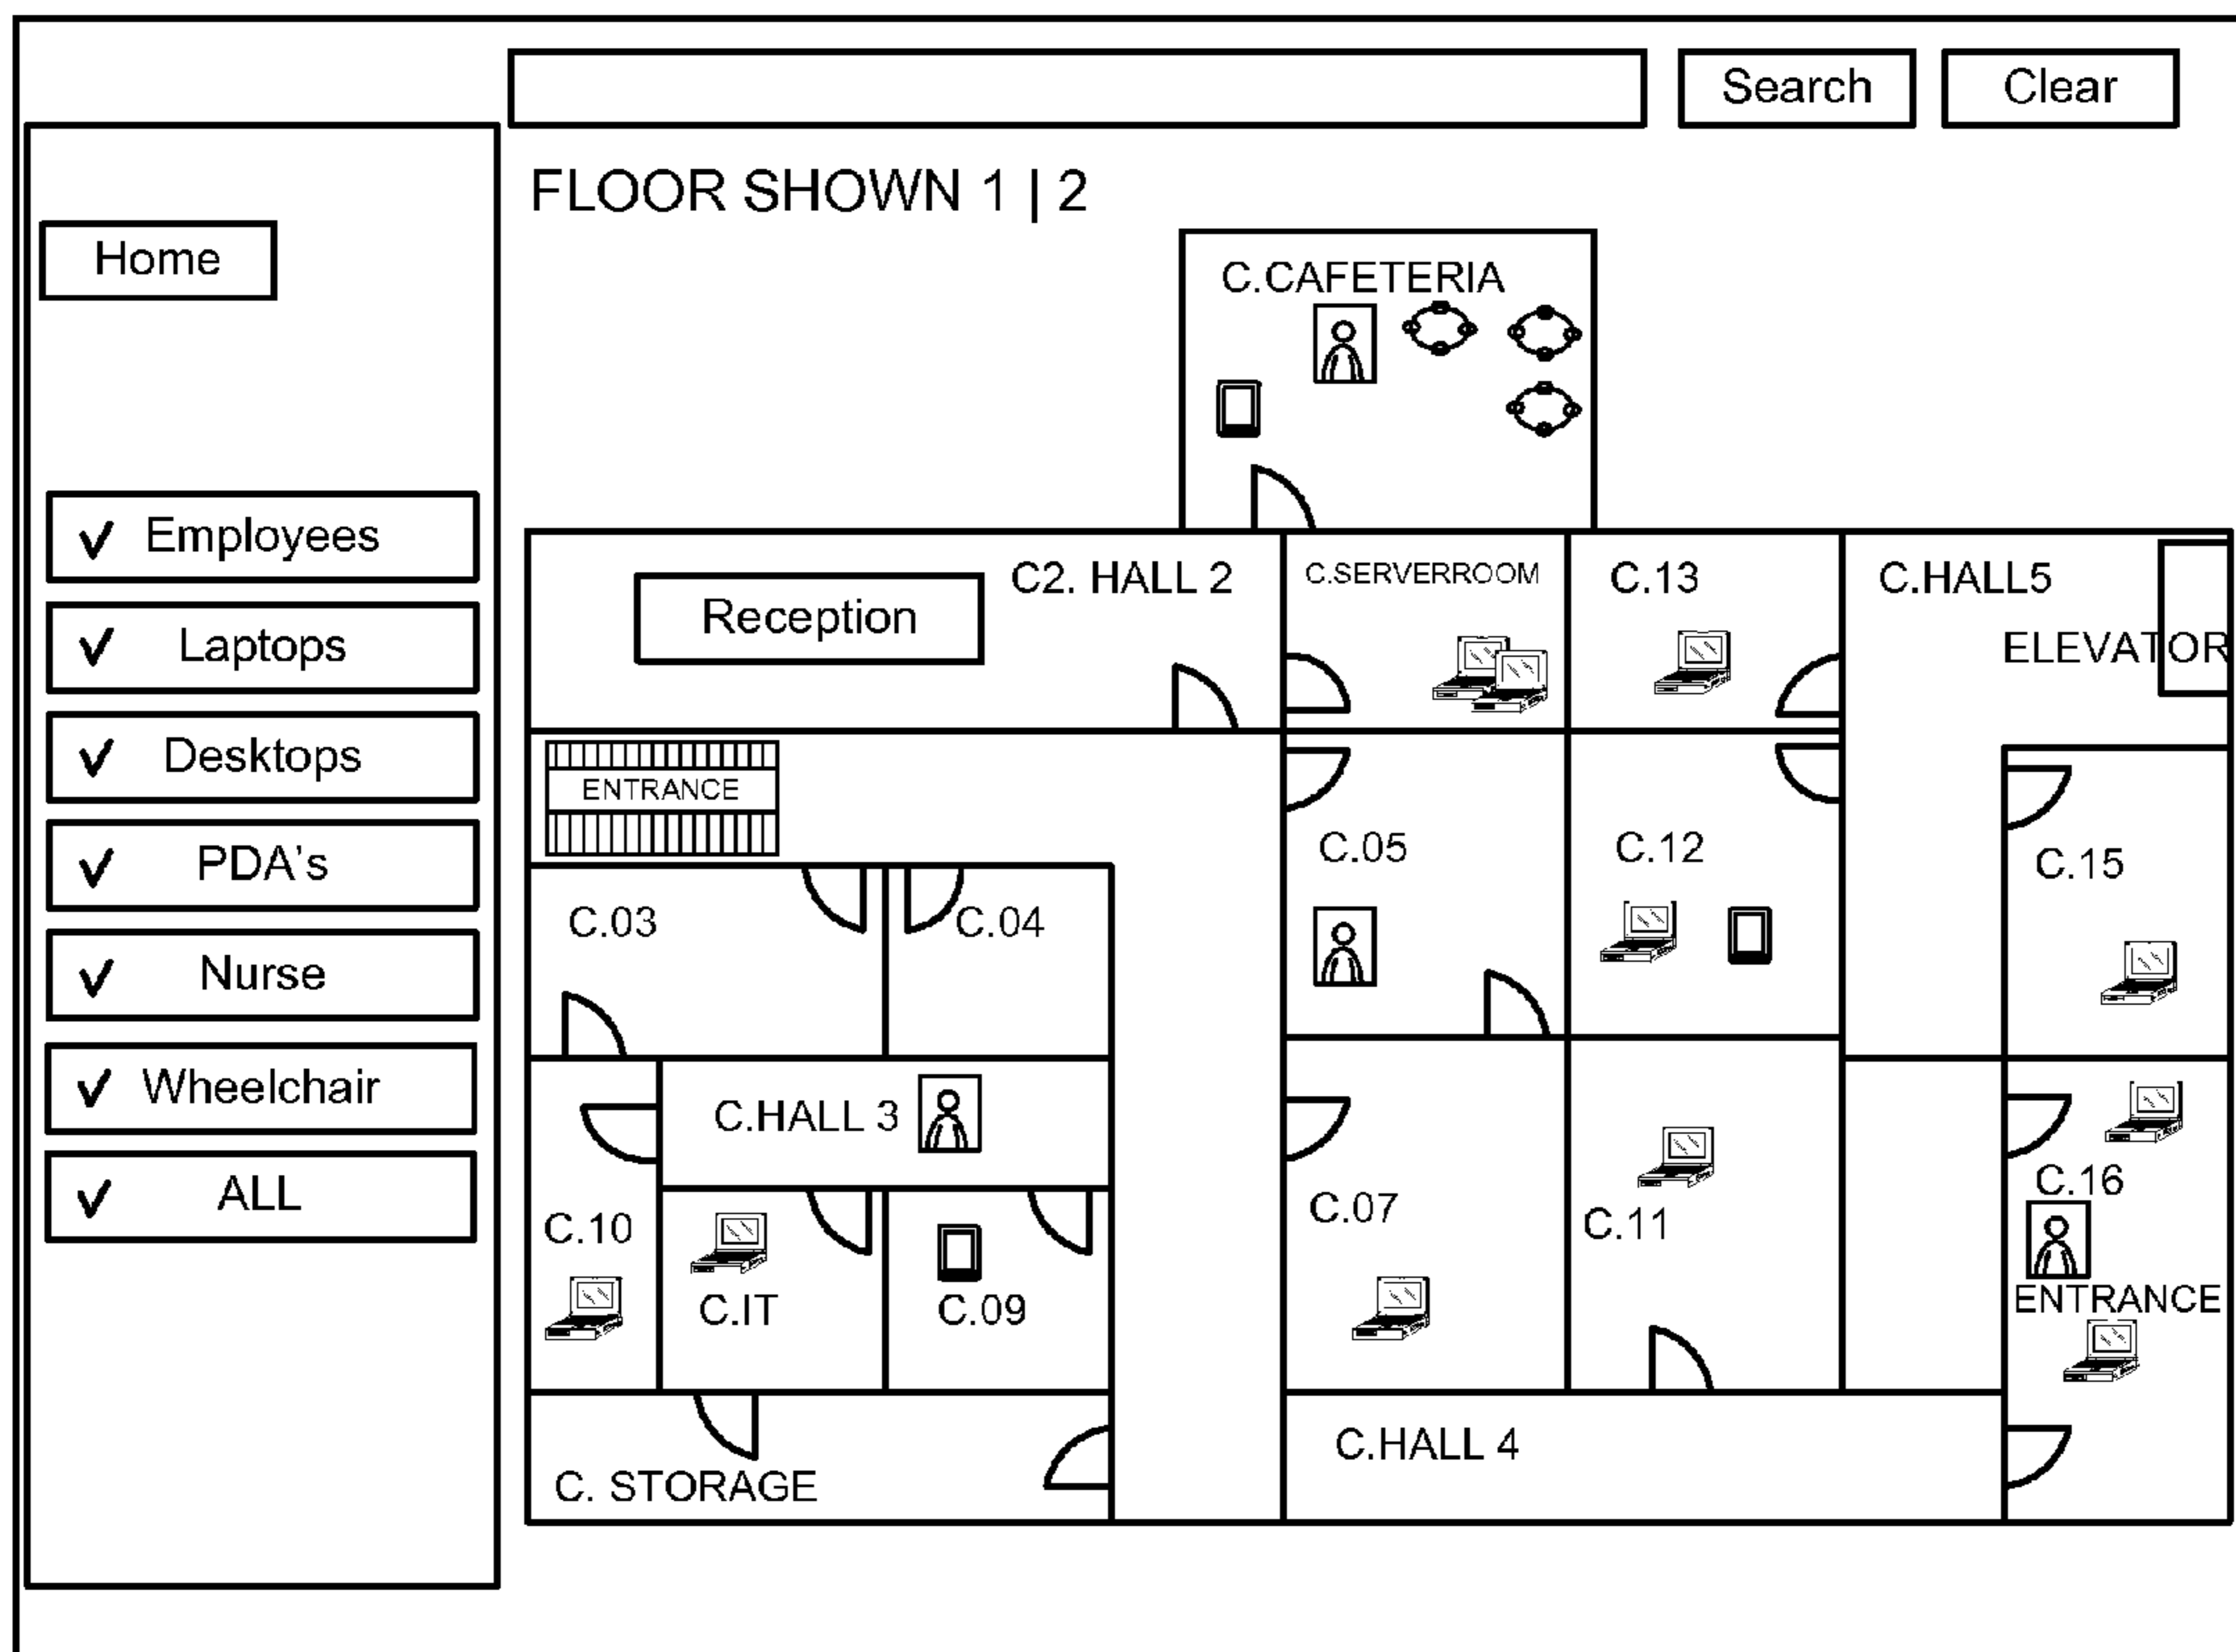 Search
Clear
FLOOR SHOWN 1 | 2
Home
Employees
Laptops
Desktops
PDA's
Nurse
Wheelchair
ALL
C.CAFETERIA
Reception
C2. HALL 2
C.SERVERROOM
C.13
C.HALL5
ELEVATOR
ENTRANCE
C.05
C.12
C.15
C.03
C.04
C.HALL 3
C.10
C.IT
C.09
C.07
C.11
C.16
ENTRANCE
C. STORAGE
C.HALL 4